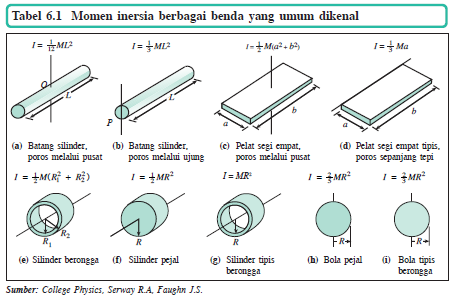 Tabel 6.1 Momen inersia berbagai benda yang umum dikenal
I = 1/12 ML² I = 1/3 ML² I = 1/2 M(a² + b²) I = 1/3 Ma
O
L
P
L
a
b
a
b
(a) Batang silinder, poros melalui pusat
(b) Batang silinder, poros melalui ujung
(c) Pelat segi empat, poros melalui pusat
(d) Pelat segi empat tipis, poros sepanjang tepi
I = 1/2 M(R₁² + R₂²) I = 1/2 MR² I = MR² I = 2/3 MR² I = 2/3 MR²
R₁
R₂
R
R
R
R
(e) Silinder berongga
(f) Silinder pejal
(g) Silinder tipis berongga
(h) Bola pejal
(i) Bola tipis berongga
Sumber: College Physics, Serway R.A, Faughn J.S.